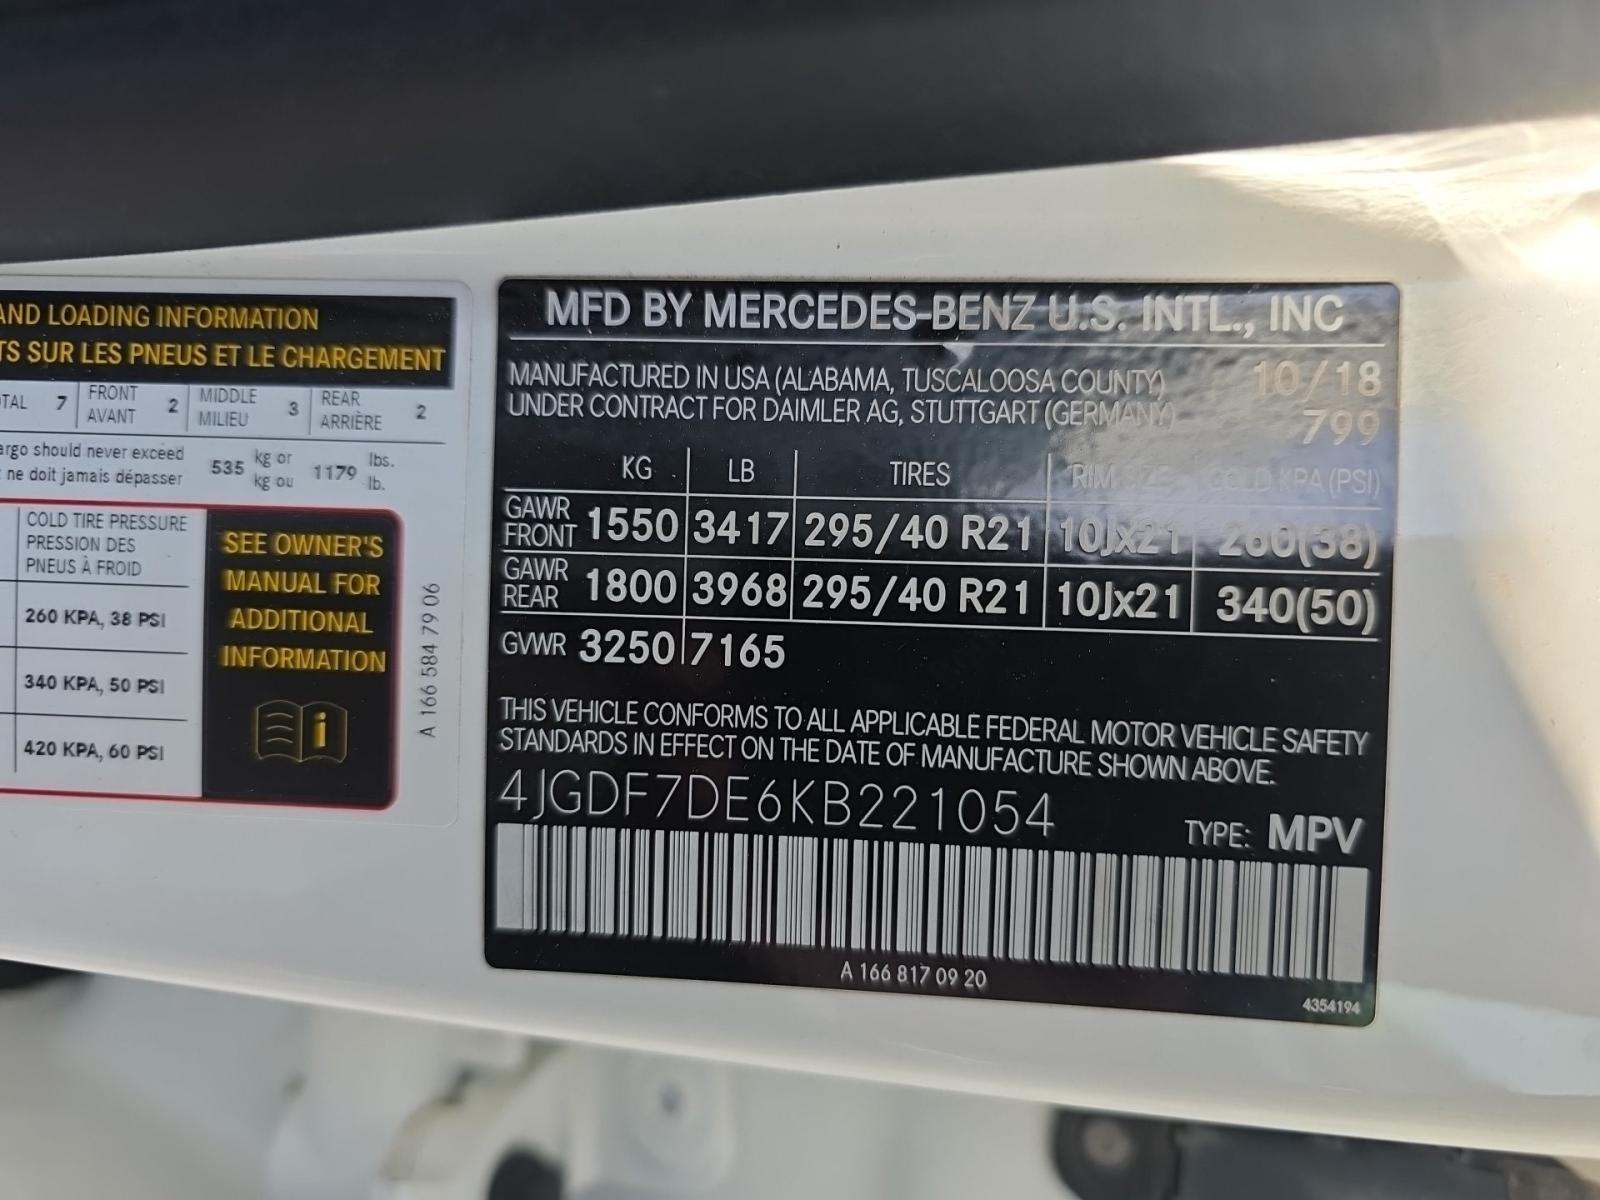 AND LOADING INFORMATION
TS SUR LES PNEUS ET LE CHARGEMENT
TAL 7 FRONT AVANT 2 MIDDLE MILIEU 3 REAR ARRIÈRE 2
argo should never exceed 535 kg or 1179 lbs.
ne doit jamais dépasser kg ou lb.
COLD TIRE PRESSURE
PRESSION DES
PNEUS À FROID
260 KPA, 38 PSI
340 KPA, 50 PSI
420 KPA, 60 PSI
SEE OWNER'S
MANUAL FOR
ADDITIONAL
INFORMATION
A 166 584 79 06
MFD BY MERCEDES-BENZ U.S. INTL., INC
MANUFACTURED IN USA (ALABAMA, TUSCALOOSA COUNTY) 10/18
UNDER CONTRACT FOR DAIMLER AG, STUTTGART (GERMANY) 799
KG LB TIRES RIM SIZE COLD KPA (PSI)
GAWR FRONT 1550 3417 295/40 R21 10Jx21 260(38)
GAWR REAR 1800 3968 295/40 R21 10Jx21 340(50)
GVWR 3250 7165
THIS VEHICLE CONFORMS TO ALL APPLICABLE FEDERAL MOTOR VEHICLE SAFETY
STANDARDS IN EFFECT ON THE DATE OF MANUFACTURE SHOWN ABOVE.
4JGDF7DE6KB221054
TYPE: MPV
A 166 817 09 20
4354194